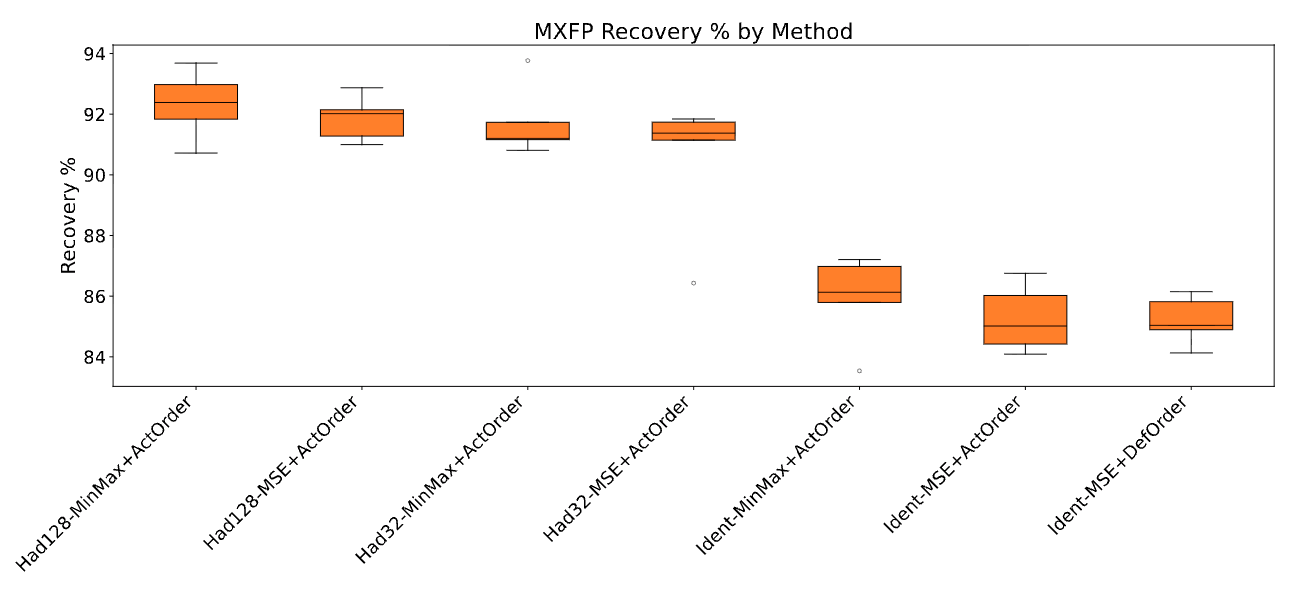 MXFP Recovery % by Method
Recovery %
94
92
90
88
86
84
Had128-MinMax+ActOrder
Had128-MSE+ActOrder
Had32-MinMax+ActOrder
Had32-MSE+ActOrder
Ident-MinMax+ActOrder
Ident-MSE+ActOrder
Ident-MSE+DefOrder